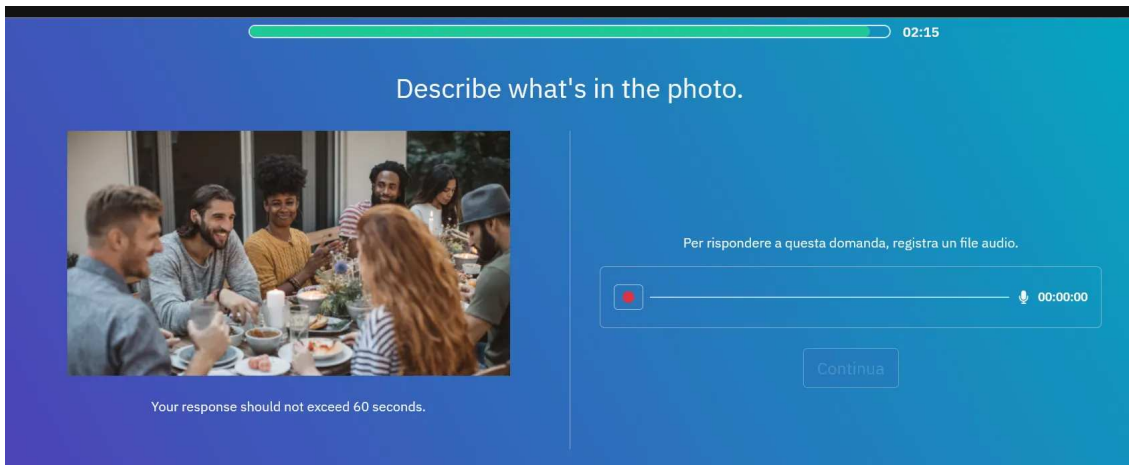 02:15
Describe what's in the photo.
Per rispondere a questa domanda, registra un file audio.
00:00:00
Continua
Your response should not exceed 60 seconds.